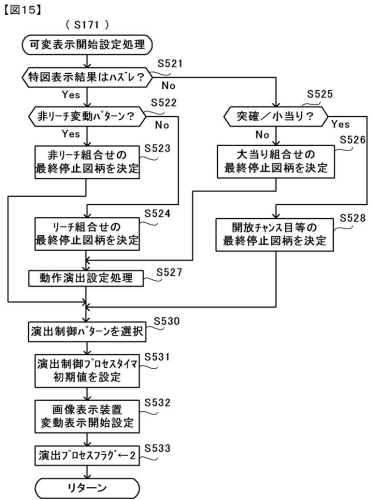 【図15】
(S171)
可変表示開始設定処理
S521
特図表示結果はハズレ?
Yes
No
S522
非リーチ変動パターン?
Yes
No
S523
非リーチ組合せの
最終停止図柄を決定
S525
突確/小当り?
No
Yes
S526
大当り組合せの
最終停止図柄を決定
S524
リーチ組合せの
最終停止図柄を決定
S528
開放チャンス目等の
最終停止図柄を決定
S527
動作演出設定処理
S530
演出制御パターンを選択
S531
演出制御プロセスタイマ
初期値を設定
S532
画像表示装置
変動表示開始設定
S533
演出プロセスフラグ←2
リターン